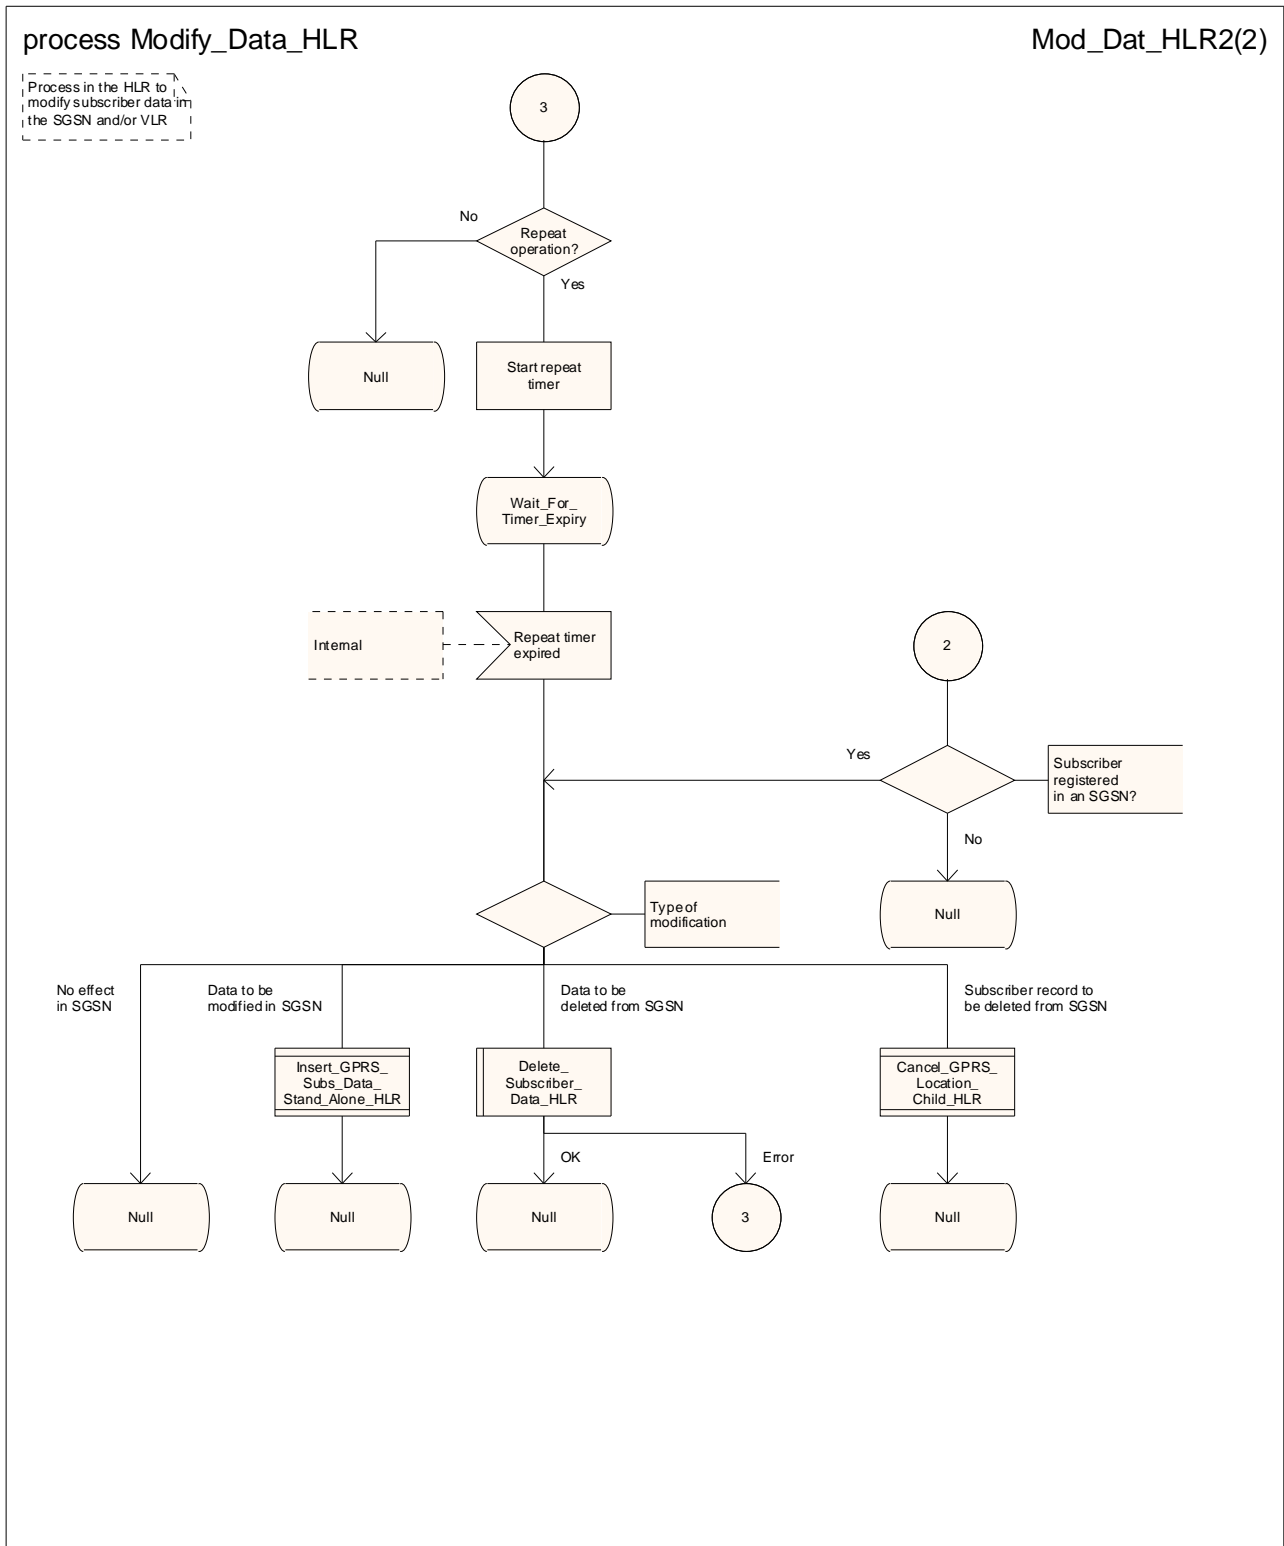 process Modify_Data_HLR
Mod_Dat_HLR2(2)
Process in the HLR to
modify subscriber data in
the SGSN and/or VLR
3
No
Repeat
operation?
Yes
Null
Start repeat
timer
Wait_For_
Timer_Expiry
Internal
Repeat timer
expired
2
Yes
Subscriber
registered
in an SGSN?
No
Type of
modification
Null
No effect
in SGSN
Data to be
modified in SGSN
Data to be
deleted from SGSN
Subscriber record to
be deleted from SGSN
Insert_GPRS_
Subs_Data_
Stand_Alone_HLR
Delete_
Subscriber_
Data_HLR
Cancel_GPRS_
Location_
Child_HLR
OK
Error
Null
Null
Null
3
Null